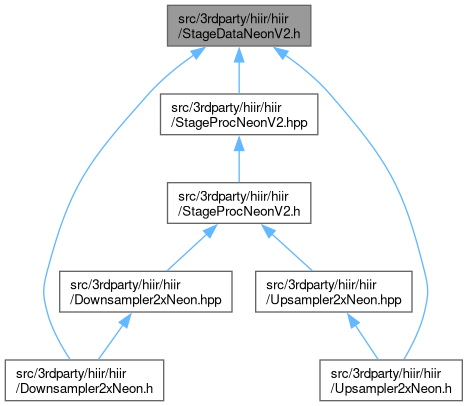 src/3rdparty/hiir/hiir
/StageDataNeonV2.h
src/3rdparty/hiir/hiir
/StageProcNeonV2.hpp
src/3rdparty/hiir/hiir
/StageProcNeonV2.h
src/3rdparty/hiir/hiir
/Downsampler2xNeon.hpp
src/3rdparty/hiir/hiir
/Upsampler2xNeon.hpp
src/3rdparty/hiir/hiir
/Downsampler2xNeon.h
src/3rdparty/hiir/hiir
/Upsampler2xNeon.h